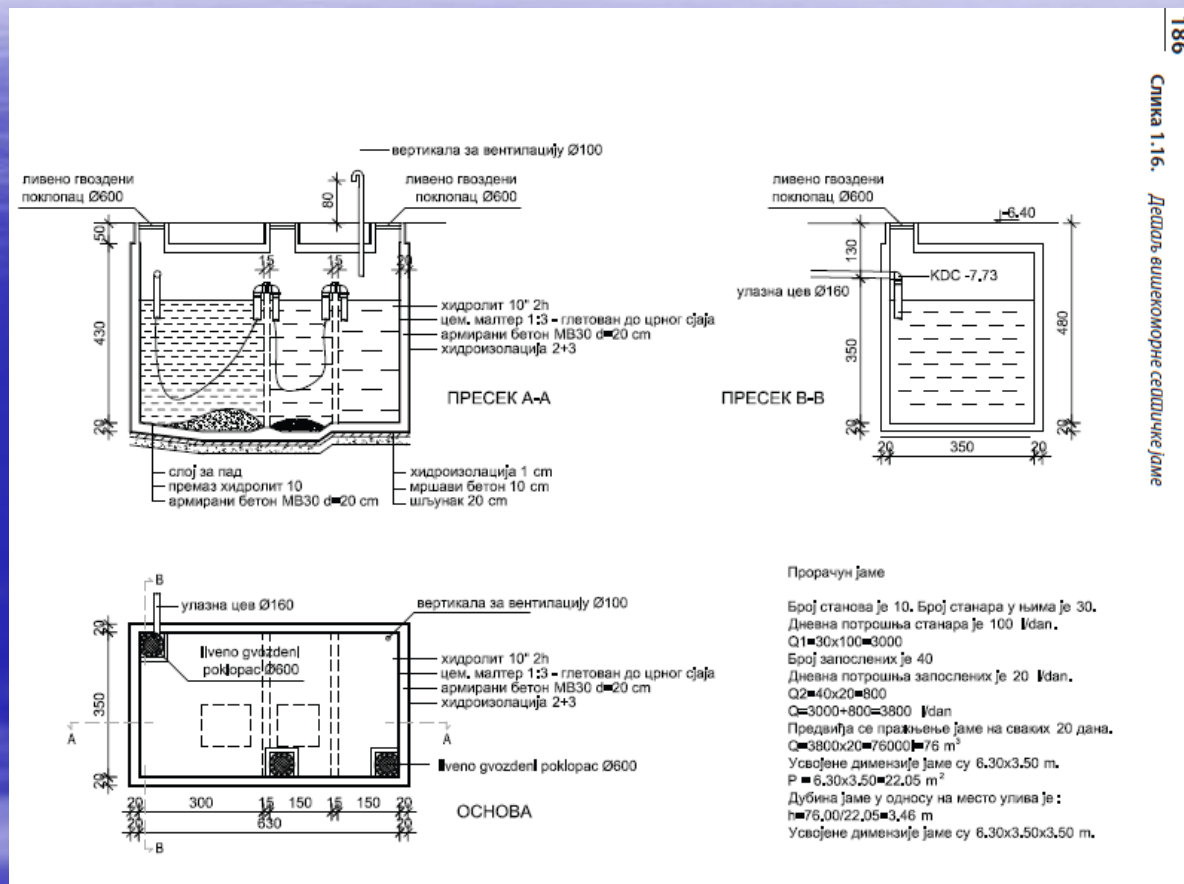 186
Слика 1.16. Детаљ вишекоморне септичке јаме
вертикала за вентилацију Ø100
ливено гвоздени
поклопац Ø600
80
ливено гвоздени
поклопац Ø600
50
15
15
20
430
20
хидролит 10" 2h
цем. малтер 1:3 - глетован до црног сјаја
армирани бетон МВ30 d=20 cm
хидроизолација 2+3
ПРЕСЕК А-А
слој за пад
премаз хидролит 10
армирани бетон МВ30 d=20 cm
хидроизолација 1 cm
мршави бетон 10 cm
шљунак 20 cm
ливено гвоздени
поклопац Ø600
-6.40
130
KDC -7.73
улазна цев Ø160
350
480
ПРЕСЕК В-В
20
20
20
350
20
B
улазна цев Ø160
вертикала за вентилацију Ø100
20
liveno gvozdeni
poklopac Ø600
хидролит 10" 2h
цем. малтер 1:3 - глетован до црног сјаја
армирани бетон МВ30 d=20 cm
хидроизолација 2+3
350
A
A
liveno gvozdeni poklopac Ø600
20
20 300 15 150 15 150 20
20 630 20
ОСНОВА
B
Прорачун јаме
Број станова је 10. Број станара у њима је 30.
Дневна потрошња станара је 100 l/dan.
Q1=30x100=3000
Број запослених је 40
Дневна потрошња запослених је 20 l/dan.
Q2=40x20=800
Q=3000+800=3800 l/dan
Предвиђа се пражњење јаме на сваких 20 дана.
Q=3800x20=76000l=76 m³
Усвојене димензије јаме су 6.30x3.50 m.
P = 6.30x3.50=22.05 m²
Дубина јаме у односу на место улива је :
h=76.00/22.05=3.46 m
Усвојене димензије јаме су 6.30x3.50x3.50 m.